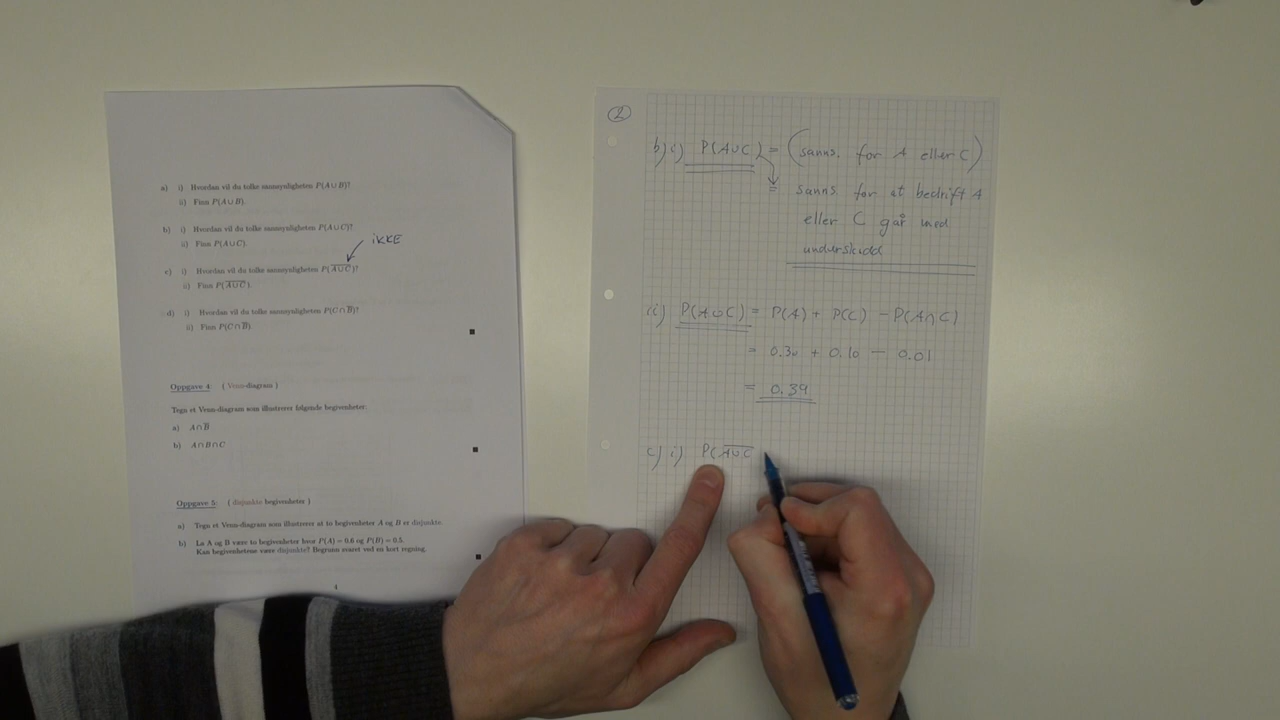 a) i) Hvordan vil du tolke sannsynligheten P(A∪B)?
ii) Finn P(A∪B).
b) i) Hvordan vil du tolke sannsynligheten P(A∪C)?
ii) Finn P(A∪C).
IKKE
c) i) Hvordan vil du tolke sannsynligheten P(A̅∪̅C̅)?
ii) Finn P(A̅∪̅C̅).
d) i) Hvordan vil du tolke sannsynligheten P(C∩B̅)?
ii) Finn P(C∩B̅).
Oppgave 4: ( Venn-diagram )
Tegn et Venn-diagram som illustrerer følgende begivenheter:
a) A∩B̅
b) A∩B∩C
Oppgave 5: ( disjunkte begivenheter )
a) Tegn et Venn-diagram som illustrerer at to begivenheter A og B er disjunkte.
b) La A og B være to begivenheter hvor P(A) = 0.6 og P(B) = 0.5.
Kan begivenhetene være disjunkte? Begrunn svaret ved en kort regning.
4
2
b) i) P(A∪C) = (sanns. for A eller C)
= sanns. for at bedrift A
eller C går med
underskudd
ii) P(A∪C) = P(A) + P(C) - P(A∩C)
= 0.30 + 0.10 - 0.01
= 0.39
c) i) P(A̅∪̅C̅